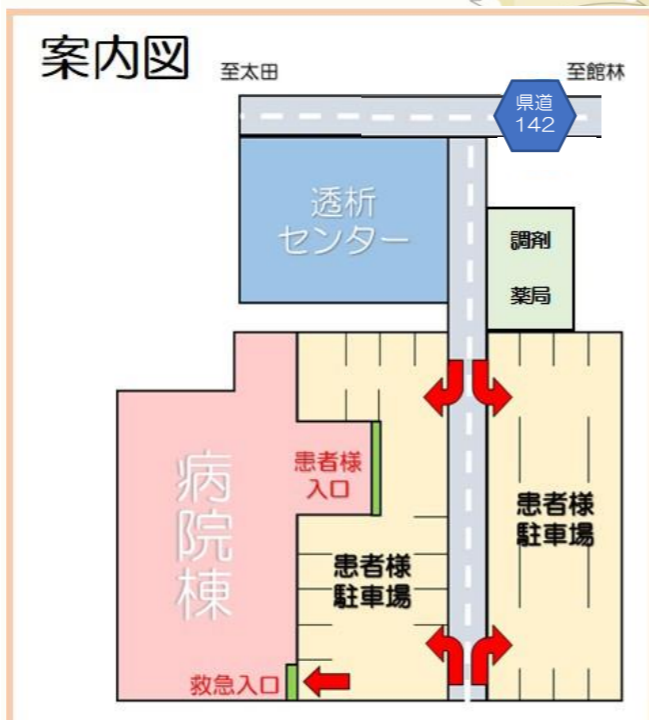 案内図
至太田
至館林
県道
142
透析
センター
調剤
薬局
患者様
入口
病院棟
患者様
駐車場
患者様
駐車場
救急入口